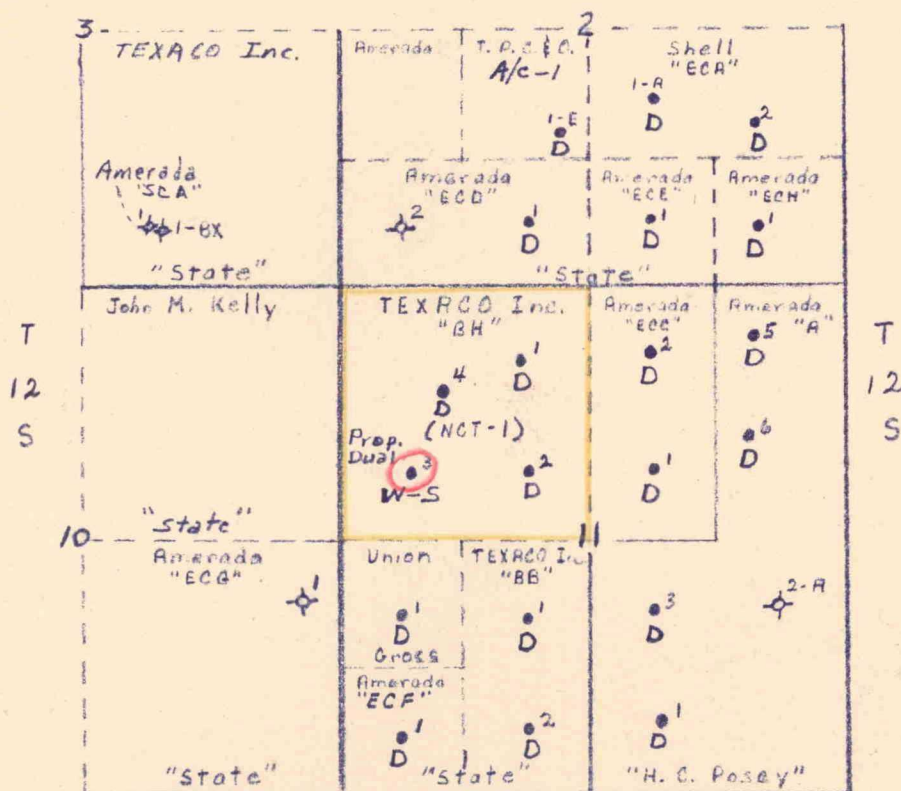 3 2
TEXACO Inc. Amerada T. P. C. & O. A/c-1 Shell "ECA"
1-E D 1-A D 2 D
Amerada "SCA" Amerada "ECD" Amerada "ECE" Amerada "ECH"
1 1-BX 2 1 D 1 D 1 D
"State" "State"
John M. Kelly TEXACO Inc. "BH" Amerada "ECC" Amerada "A"
T 12 S T 12 S
1 D 2 D 5 D
4 D
(NCT-1)
6 D
Prop. Dual 3 W-S 2 D 1 D
"State"
10 11
Amerada "ECG" Union TEXACO Inc. "BB"
1 1 D Gross 1 D 3 D 2-A
Amerada "ECF"
1 D 2 D 1 D
"State" "State" "H. C. Posey"